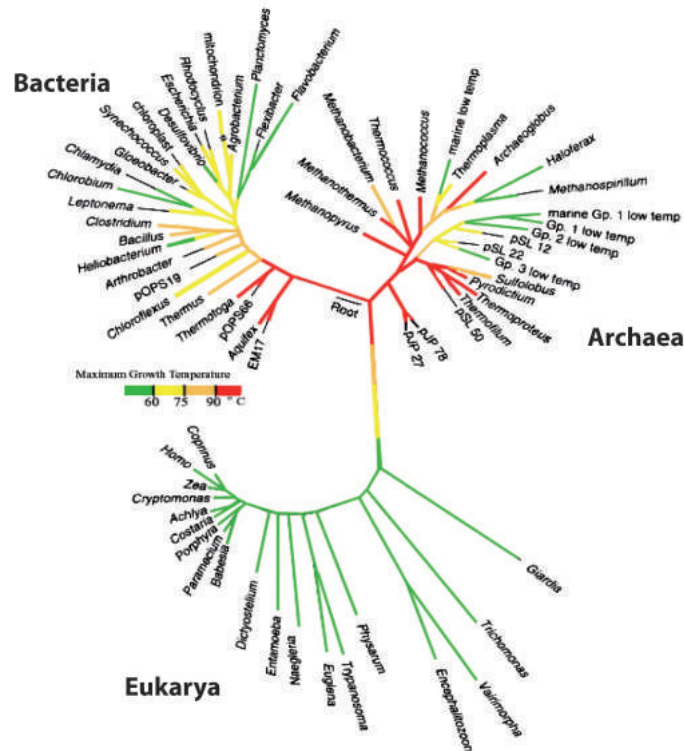 Bacteria
Planctomyces
Flexibacter
Flavobacterium
mitochondrion
Agrobacterium
Rhodocyclus
Escherichia
Desulfovibrio
chloroplast
Synechococcus
Gloeobacter
Chlamydia
Chlorobium
Leptonema
Clostridium
Bacillus
Heliobacterium
Arthrobacter
pOPS19
Chloroflexus
Thermus
Thermotoga
pOPS66
Aquifex
EM17
Root
Methanopyrus
Methanothermus
Methanobacterium
Thermococcus
Methanococcus
marine low temp
Thermoplasma
Archaeoglobus
Haloferax
Methanospirillum
marine Gp. 1 low temp
Gp. 1 low temp
Gp. 2 low temp
pSL 12
pSL 22
Gp. 3 low temp
Sulfolobus
Pyrodictium
Thermoproteus
Thermofilum
pSL 50
pJP 78
pJP 27
Archaea
Maximum Growth Temperature
60 75 90 ° C
Coprinus
Homo
Zea
Cryptomonas
Achlya
Costaria
Porphyra
Paramecium
Babesia
Dictyostelium
Entamoeba
Naegleria
Euglena
Trypanosoma
Physarum
Encephalitozoon
Vairimorpha
Trichomonas
Giardia
Eukarya